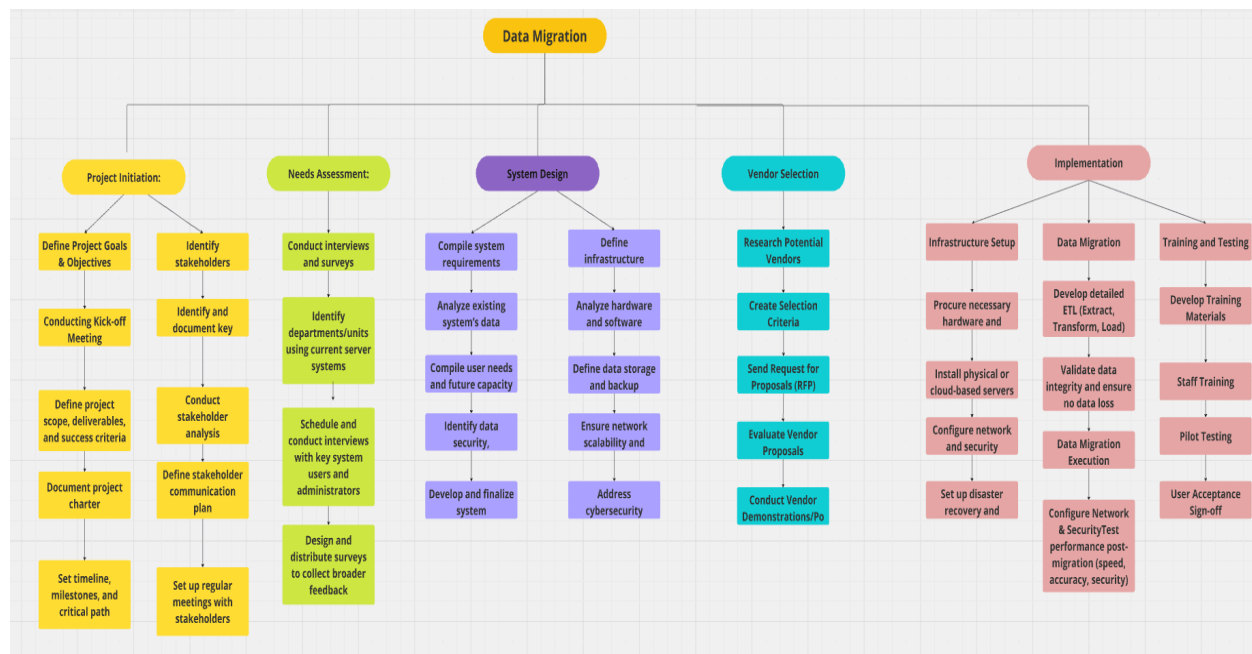 Data Migration
Project Initiation:
Needs Assessment:
System Design
Vendor Selection
Implementation
Define Project Goals
& Objectives
Conducting Kick-off
Meeting
Define project
scope, deliverables,
and success criteria
Document project
charter
Set timeline,
milestones, and
critical path
Identify
stakeholders
Identify and
document key
Conduct
stakeholder
analysis
Define stakeholder
communication
plan
Set up regular
meetings with
stakeholders
Conduct interviews
and surveys
Identify
departments/units
using current server
systems
Schedule and
conduct interviews
with key system
users and
administrators
Design and
distribute surveys
to collect broader
feedback
Compile system
requirements
Analyze existing
system's data
Compile user needs
and future capacity
Identify data
security,
Develop and finalize
system
Define
infrastructure
Analyze hardware
and software
Define data storage
and backup
Ensure network
scalability and
Address
cybersecurity
Research Potential
Vendors
Create Selection
Criteria
Send Request for
Proposals (RFP)
Evaluate Vendor
Proposals
Conduct Vendor
Demonstrations/Po
Infrastructure Setup
Procure necessary
hardware and
Install physical or
cloud-based servers
Configure network
and security
Set up disaster
recovery and
Data Migration
Develop detailed
ETL (Extract,
Transform, Load)
Validate data
integrity and ensure
no data loss
Data Migration
Execution
Configure Network
& SecurityTest
performance post-
migration (speed,
accuracy, security)
Training and Testing
Develop Training
Materials
Staff Training
Pilot Testing
User Acceptance
Sign-off